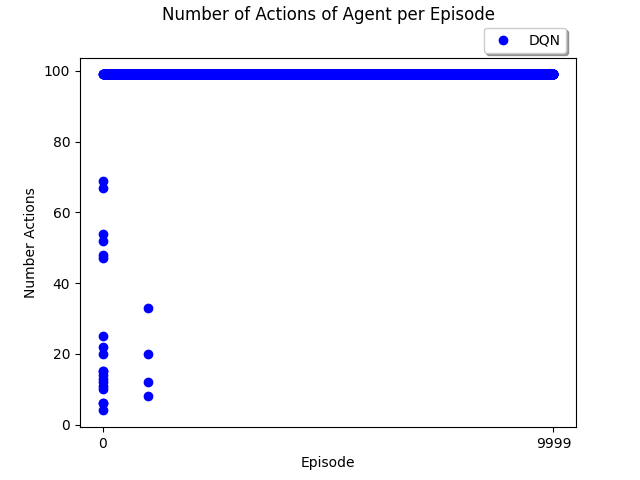 Number of Actions of Agent per Episode
DQN
100
80
60
40
20
0
Number Actions
0
9999
Episode